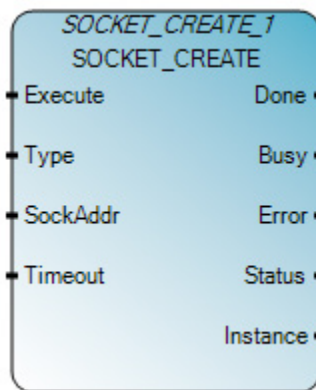 SOCKET_CREATE_1
SOCKET_CREATE
Execute Done
Type Busy
SockAddr Error
Timeout Status
Instance